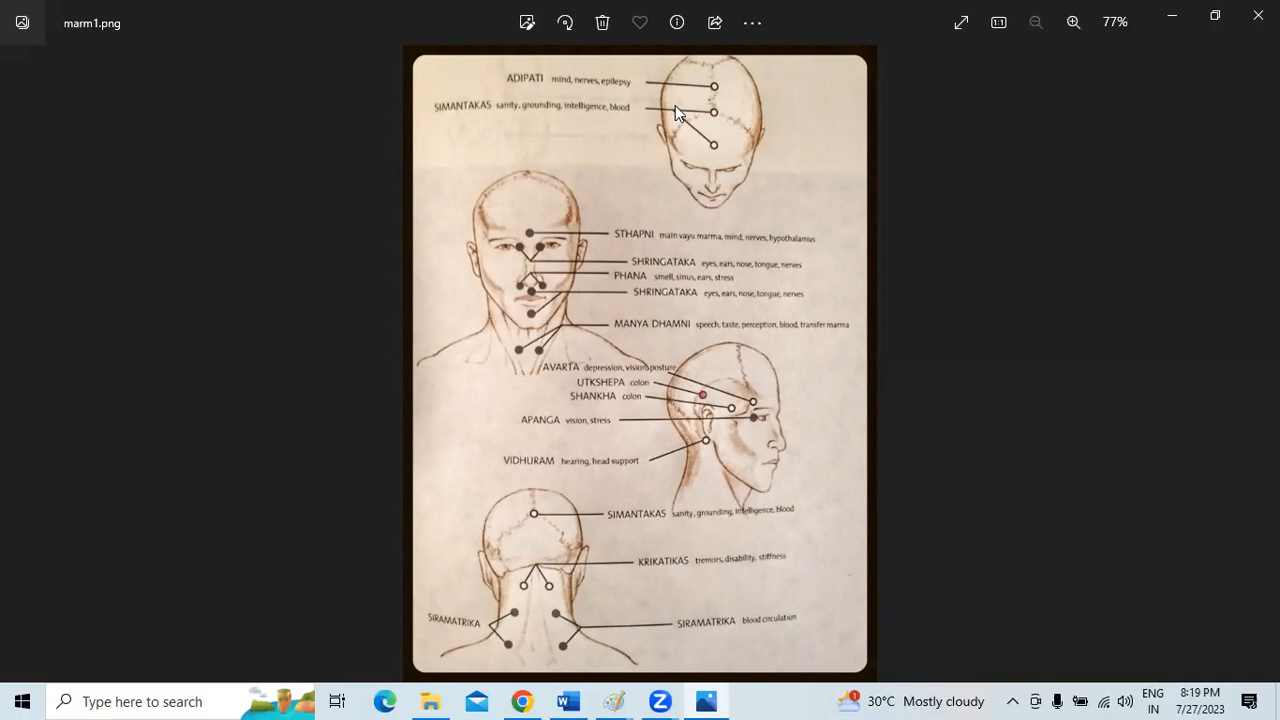 marm1.png
77%
ADIPATI mind, nerves, epilepsy
SIMANTAKAS sanity, grounding, intelligence, blood
STHAPNI main vayu marma, mind, nerves, hypothalamus
SHRINGATAKA eyes, ears, nose, tongue, nerves
PHANA smell, sinus, ears, stress
SHRINGATAKA eyes, ears, nose, tongue, nerves
MANYA DHAMNI speech, taste, perception, blood, transfer marma
AVARTA depression, vision, posture
UTKSHEPA colon
SHANKHA colon
APANGA vision, stress
VIDHURAM hearing, head support
SIMANTAKAS sanity, grounding, intelligence, blood
KRIKATIKAS tremors, disability, stiffness
SIRAMATRIKA
SIRAMATRIKA blood circulation
Type here to search
30°C Mostly cloudy
ENG
IN
8:19 PM
7/27/2023